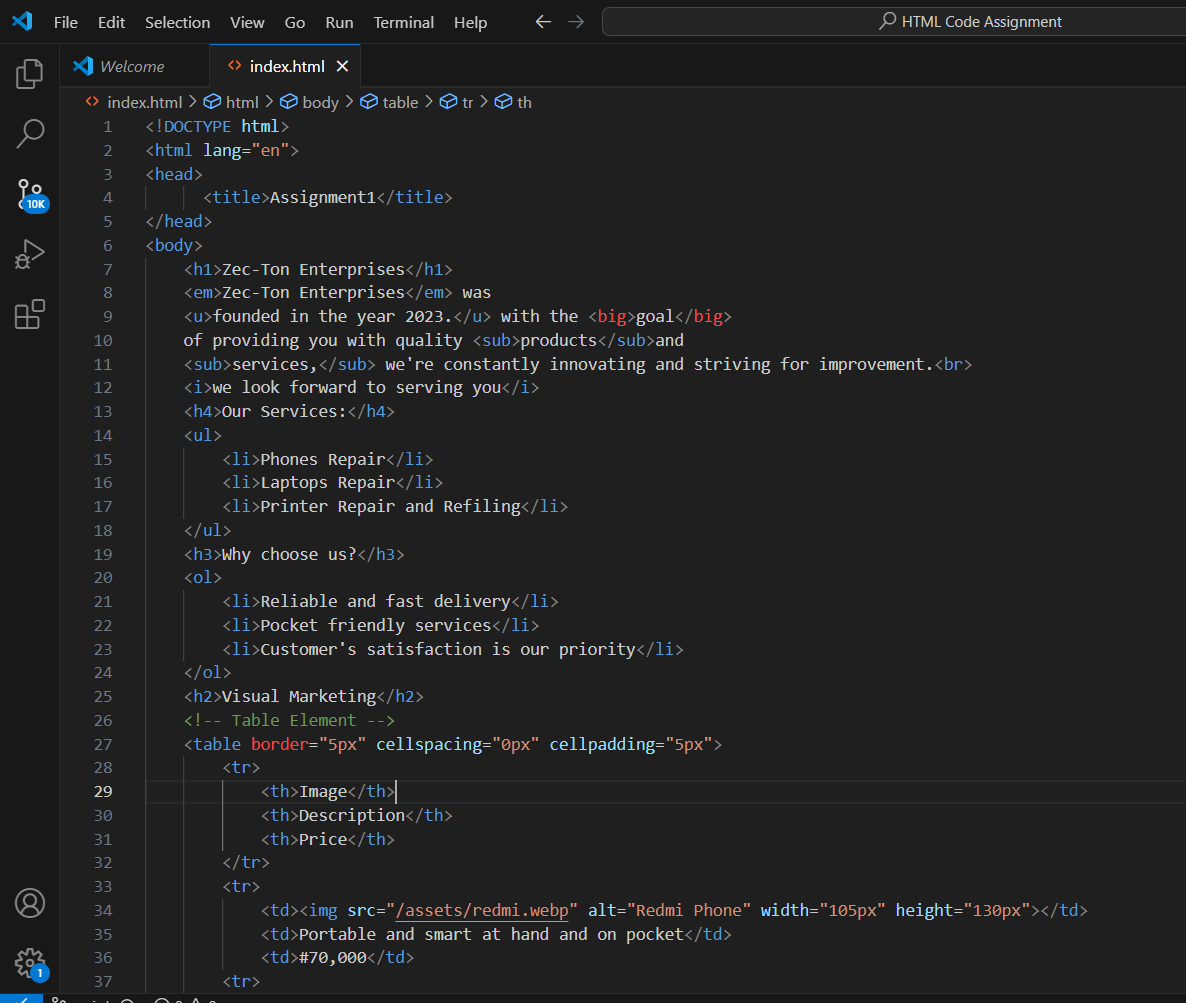 File Edit Selection View Go Run Terminal Help HTML Code Assignment
Welcome index.html
index.html > html > body > table > tr > th
1 <!DOCTYPE html>
2 <html lang="en">
3 <head>
4 <title>Assignment1</title>
5 </head>
6 <body>
7 <h1>Zec-Ton Enterprises</h1>
8 <em>Zec-Ton Enterprises</em> was
9 <u>founded in the year 2023.</u> with the <big>goal</big>
10 of providing you with quality <sub>products</sub>and
11 <sub>services,</sub> we're constantly innovating and striving for improvement.<br>
12 <i>we look forward to serving you</i>
13 <h4>Our Services:</h4>
14 <ul>
15 <li>Phones Repair</li>
16 <li>Laptops Repair</li>
17 <li>Printer Repair and Refiling</li>
18 </ul>
19 <h3>Why choose us?</h3>
20 <ol>
21 <li>Reliable and fast delivery</li>
22 <li>Pocket friendly services</li>
23 <li>Customer's satisfaction is our priority</li>
24 </ol>
25 <h2>Visual Marketing</h2>
26 <!-- Table Element -->
27 <table border="5px" cellspacing="0px" cellpadding="5px">
28 <tr>
29 <th>Image</th>
30 <th>Description</th>
31 <th>Price</th>
32 </tr>
33 <tr>
34 <td><img src="/assets/redmi.webp" alt="Redmi Phone" width="105px" height="130px"></td>
35 <td>Portable and smart at hand and on pocket</td>
36 <td>#70,000</td>
37 <tr>
10K
1